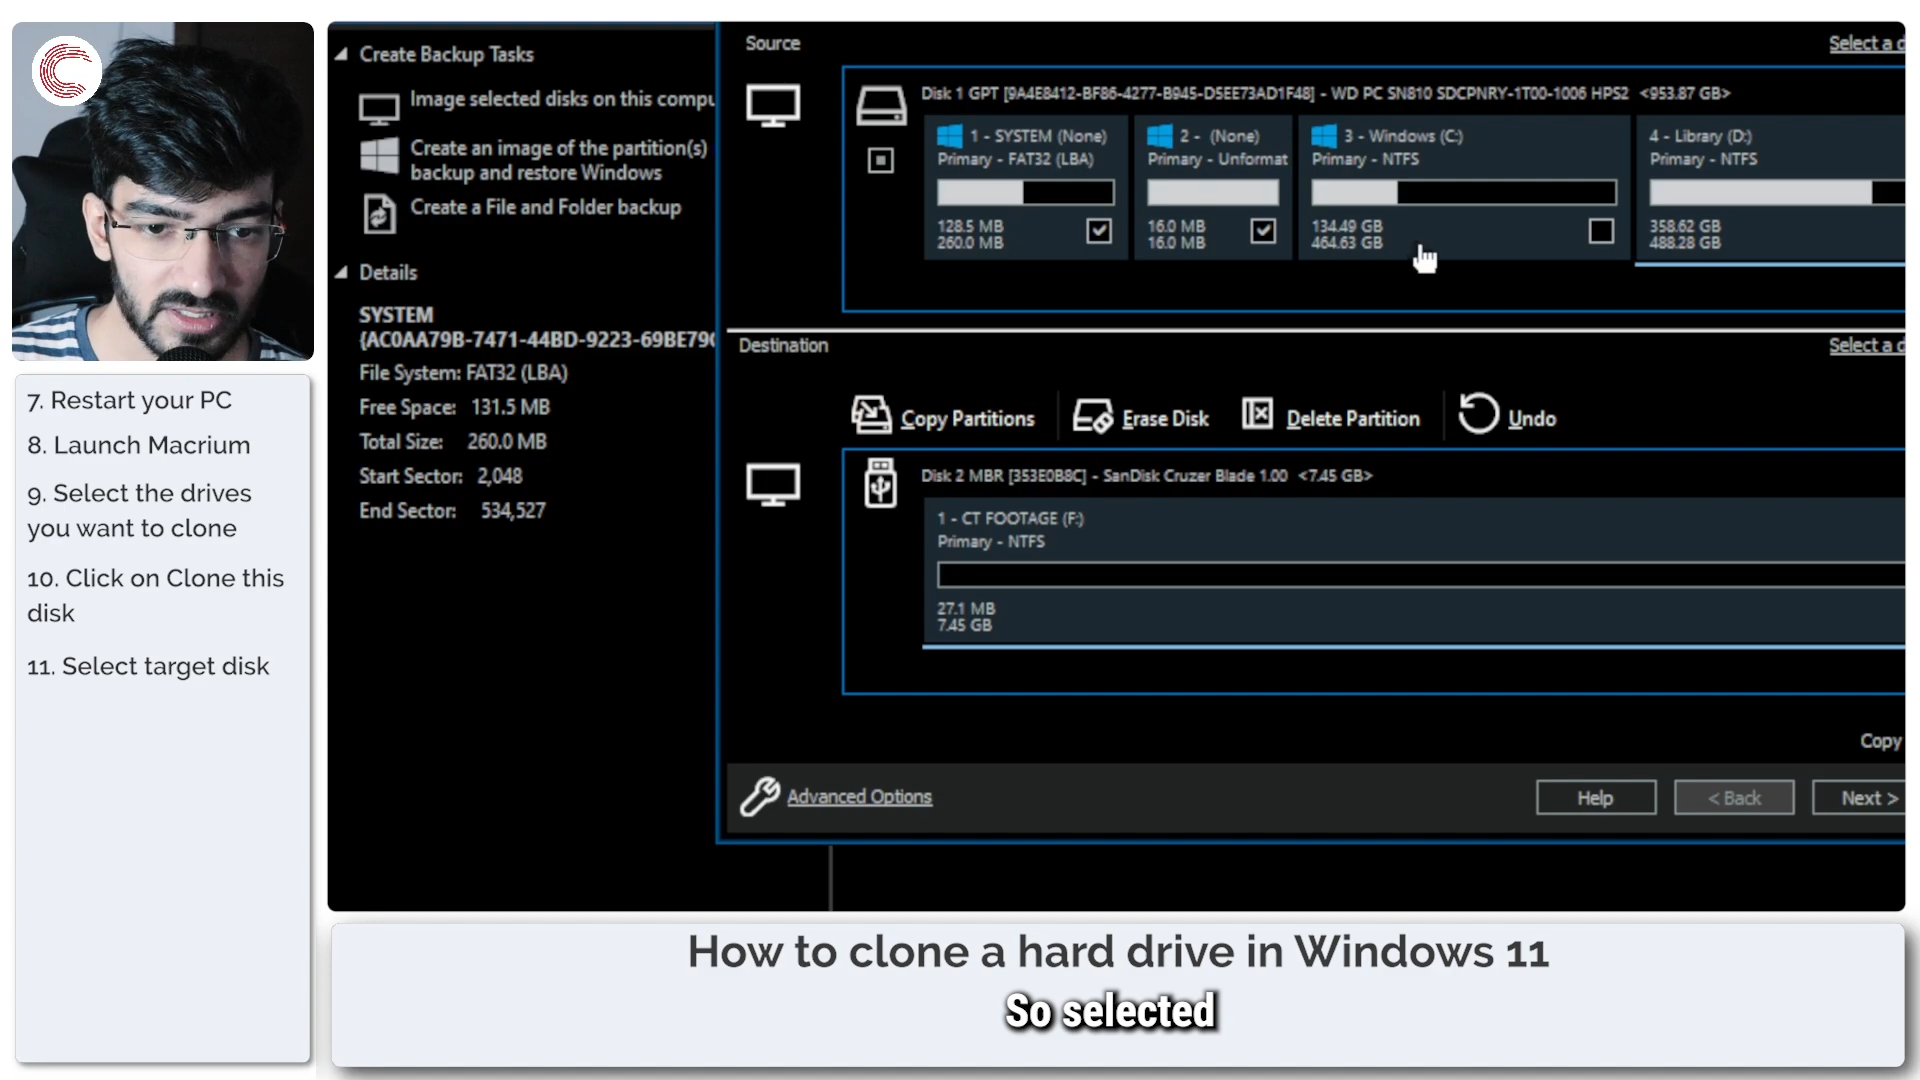 Create Backup Tasks
Image selected disks on this compu
Create an image of the partition(s)
backup and restore Windows
Create a File and Folder backup
Details
SYSTEM
{AC0AA79B-7471-44BD-9223-69BE79
File System: FAT32 (LBA)
Free Space: 131.5 MB
Total Size: 260.0 MB
Start Sector: 2,048
End Sector: 534,527
Source
Select a d
Disk 1 GPT [9A4E8412-BF86-4277-B945-D5EE73AD1F48] - WD PC SN810 SDCPNRY-1T00-1006 HPS2 <953.87 GB>
1 - SYSTEM (None)
Primary - FAT32 (LBA)
128.5 MB
260.0 MB
2 - (None)
Primary - Unformat
16.0 MB
16.0 MB
3 - Windows (C:)
Primary - NTFS
134.49 GB
464.63 GB
4 - Library (D:)
Primary - NTFS
358.62 GB
488.28 GB
Destination
Select a d
Copy Partitions
Erase Disk
Delete Partition
Undo
Disk 2 MBR [353E0B8C] - SanDisk Cruzer Blade 1.00 <7.45 GB>
1 - CT FOOTAGE (F:)
Primary - NTFS
27.1 MB
7.45 GB
Copy
Advanced Options
Help
< Back
Next >
7. Restart your PC
8. Launch Macrium
9. Select the drives
you want to clone
10. Click on Clone this
disk
11. Select target disk
How to clone a hard drive in Windows 11
So selected